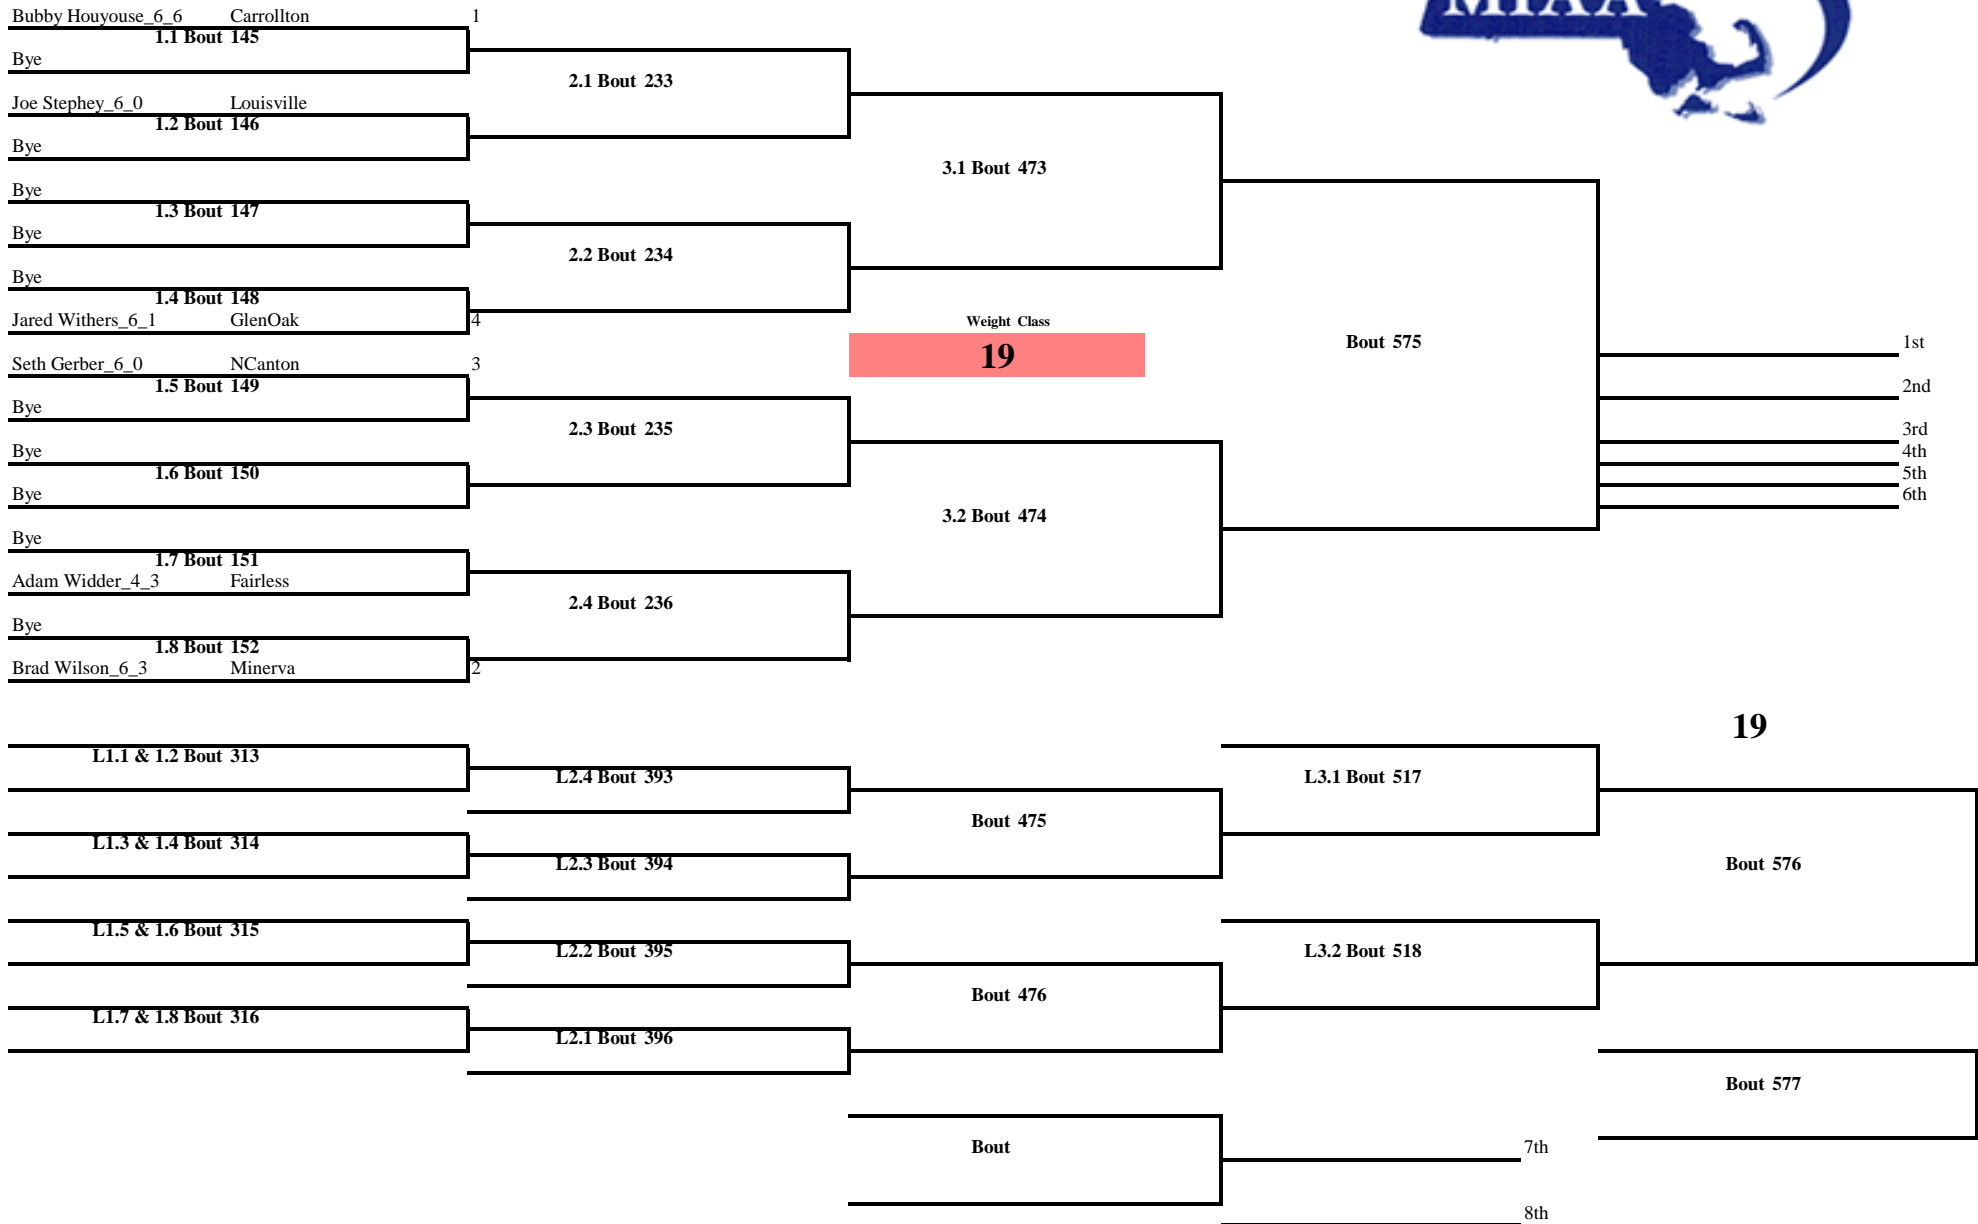 MIAA
Bubby Houyouse_6_6 Carrollton 1
1.1 Bout 145
Bye
2.1 Bout 233
Joe Stephey_6_0 Louisville
1.2 Bout 146
Bye
3.1 Bout 473
Bye
1.3 Bout 147
Bye
2.2 Bout 234
Bye
1.4 Bout 148
Jared Withers_6_1 GlenOak 4
Weight Class
19
Bout 575
1st
Seth Gerber_6_0 NCanton 3
1.5 Bout 149
2nd
Bye
2.3 Bout 235
3rd
Bye
4th
1.6 Bout 150
5th
Bye
6th
3.2 Bout 474
Bye
1.7 Bout 151
Adam Widder_4_3 Fairless
2.4 Bout 236
Bye
1.8 Bout 152
Brad Wilson_6_3 Minerva 2
19
L1.1 & 1.2 Bout 313
L2.4 Bout 393
L3.1 Bout 517
Bout 475
L1.3 & 1.4 Bout 314
L2.3 Bout 394
Bout 576
L1.5 & 1.6 Bout 315
L2.2 Bout 395
L3.2 Bout 518
Bout 476
L1.7 & 1.8 Bout 316
L2.1 Bout 396
Bout 577
Bout
7th
8th